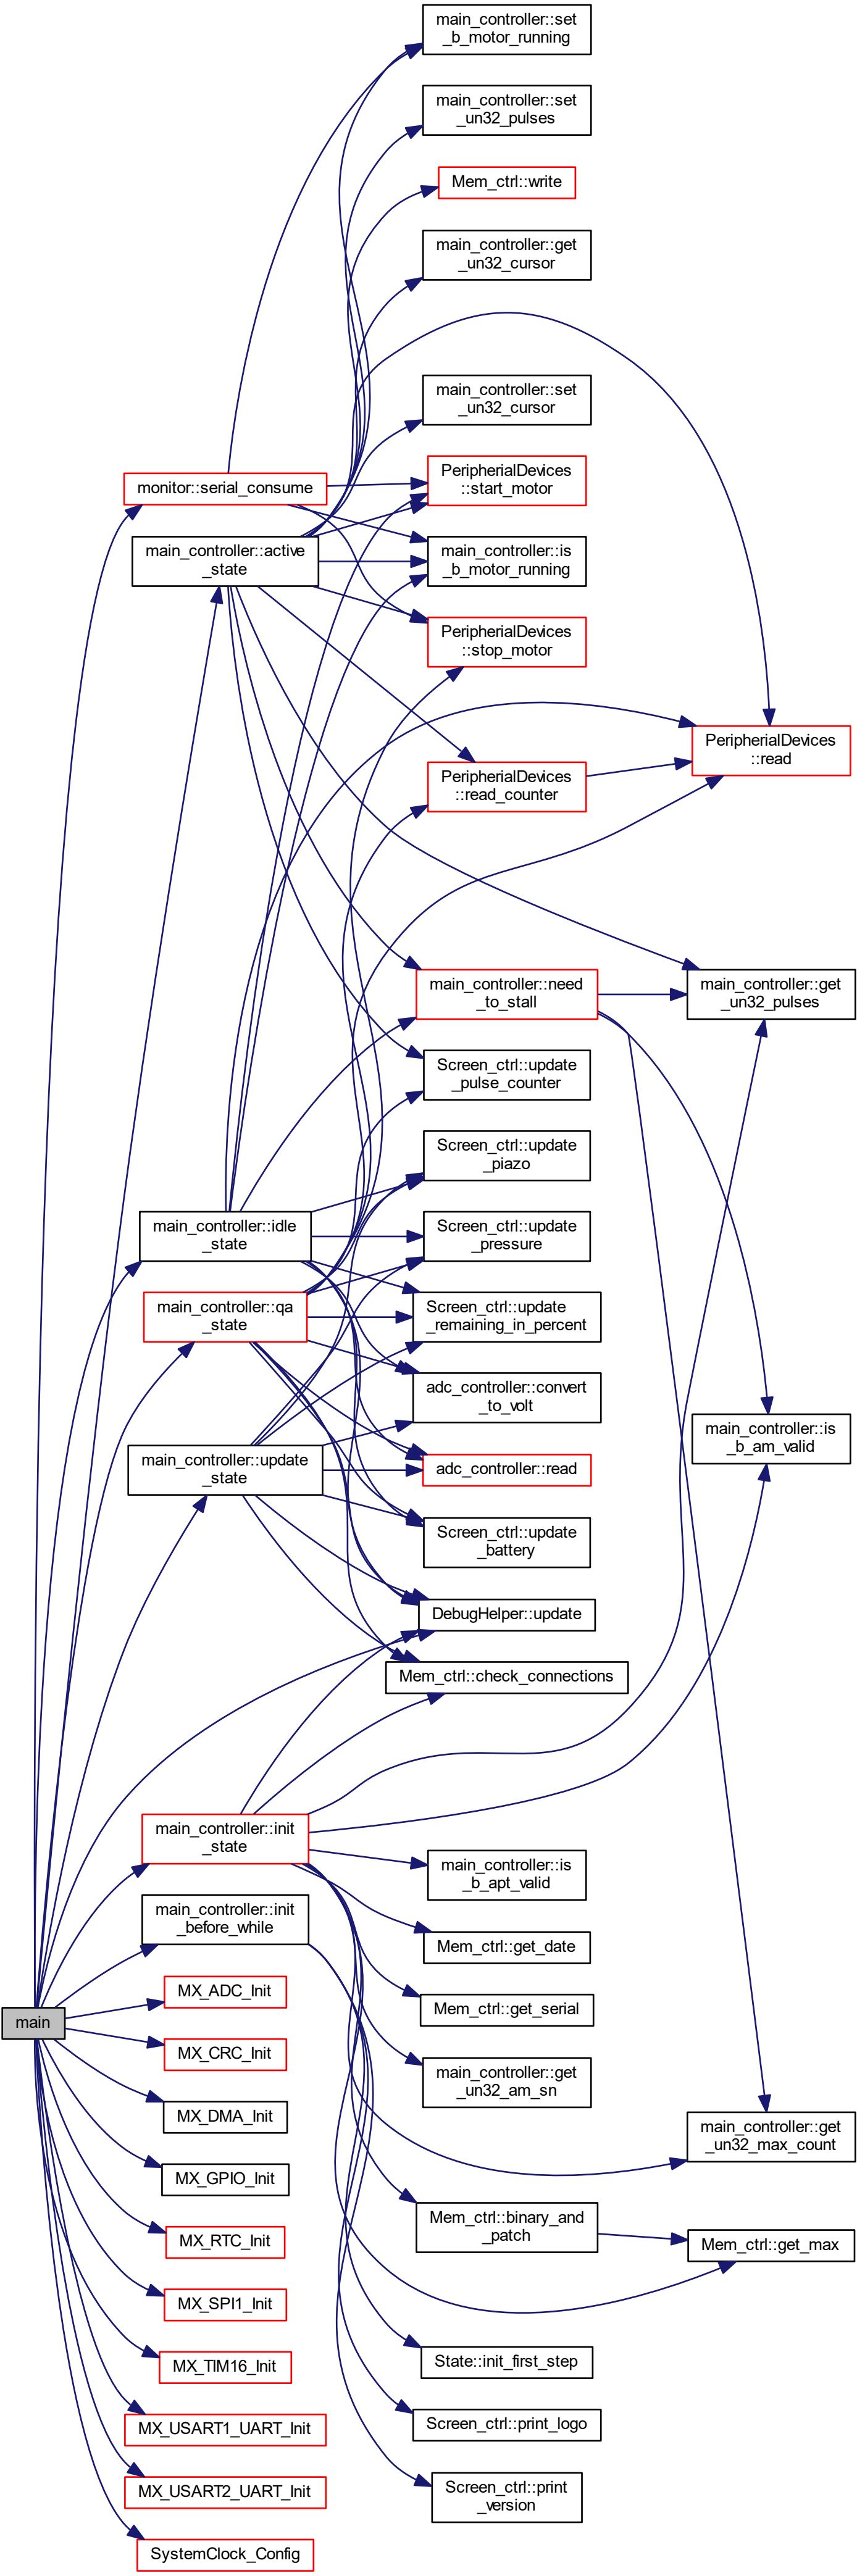 main_controller::set
_b_motor_running
main_controller::set
_un32_pulses
Mem_ctrl::write
main_controller::get
_un32_cursor
main_controller::set
_un32_cursor
monitor::serial_consume
PeripherialDevices
::start_motor
main_controller::active
_state
main_controller::is
_b_motor_running
PeripherialDevices
::stop_motor
PeripherialDevices
::read
PeripherialDevices
::read_counter
main_controller::need
_to_stall
main_controller::get
_un32_pulses
Screen_ctrl::update
_pulse_counter
Screen_ctrl::update
_piazo
main_controller::idle
_state
Screen_ctrl::update
_pressure
main_controller::qa
_state
Screen_ctrl::update
_remaining_in_percent
adc_controller::convert
_to_volt
main_controller::is
_b_am_valid
main_controller::update
_state
adc_controller::read
Screen_ctrl::update
_battery
DebugHelper::update
Mem_ctrl::check_connections
main_controller::init
_state
main_controller::is
_b_apt_valid
main_controller::init
_before_while
Mem_ctrl::get_date
MX_ADC_Init
Mem_ctrl::get_serial
main
MX_CRC_Init
main_controller::get
_un32_am_sn
MX_DMA_Init
main_controller::get
_un32_max_count
MX_GPIO_Init
Mem_ctrl::binary_and
_patch
MX_RTC_Init
Mem_ctrl::get_max
MX_SPI1_Init
MX_TIM16_Init
State::init_first_step
MX_USART1_UART_Init
Screen_ctrl::print_logo
MX_USART2_UART_Init
Screen_ctrl::print
_version
SystemClock_Config